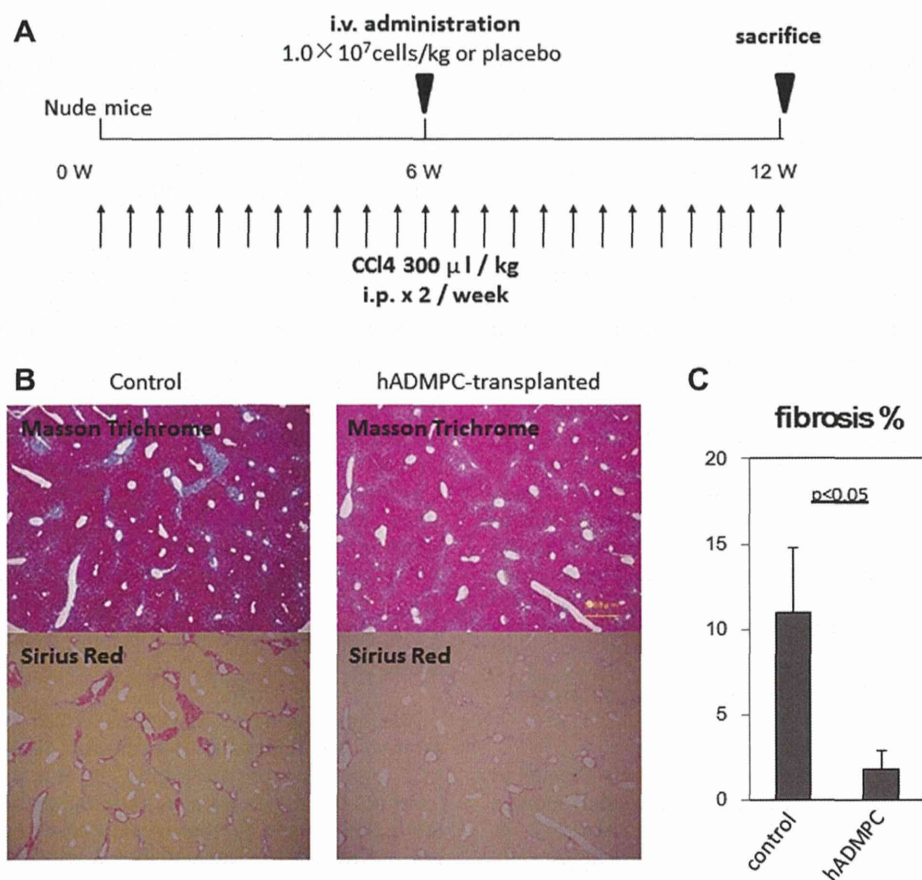 A
i.v. administration
1.0×10⁷cells/kg or placebo
sacrifice
Nude mice
0 W
6 W
12 W
CCl4 300 μl / kg
i.p. x 2 / week
B
Control
hADMPC-transplanted
Masson Trichrome
Masson Trichrome
Sirius Red
Sirius Red
C
fibrosis %
20
p<0.05
15
10
5
0
control
hADMPC